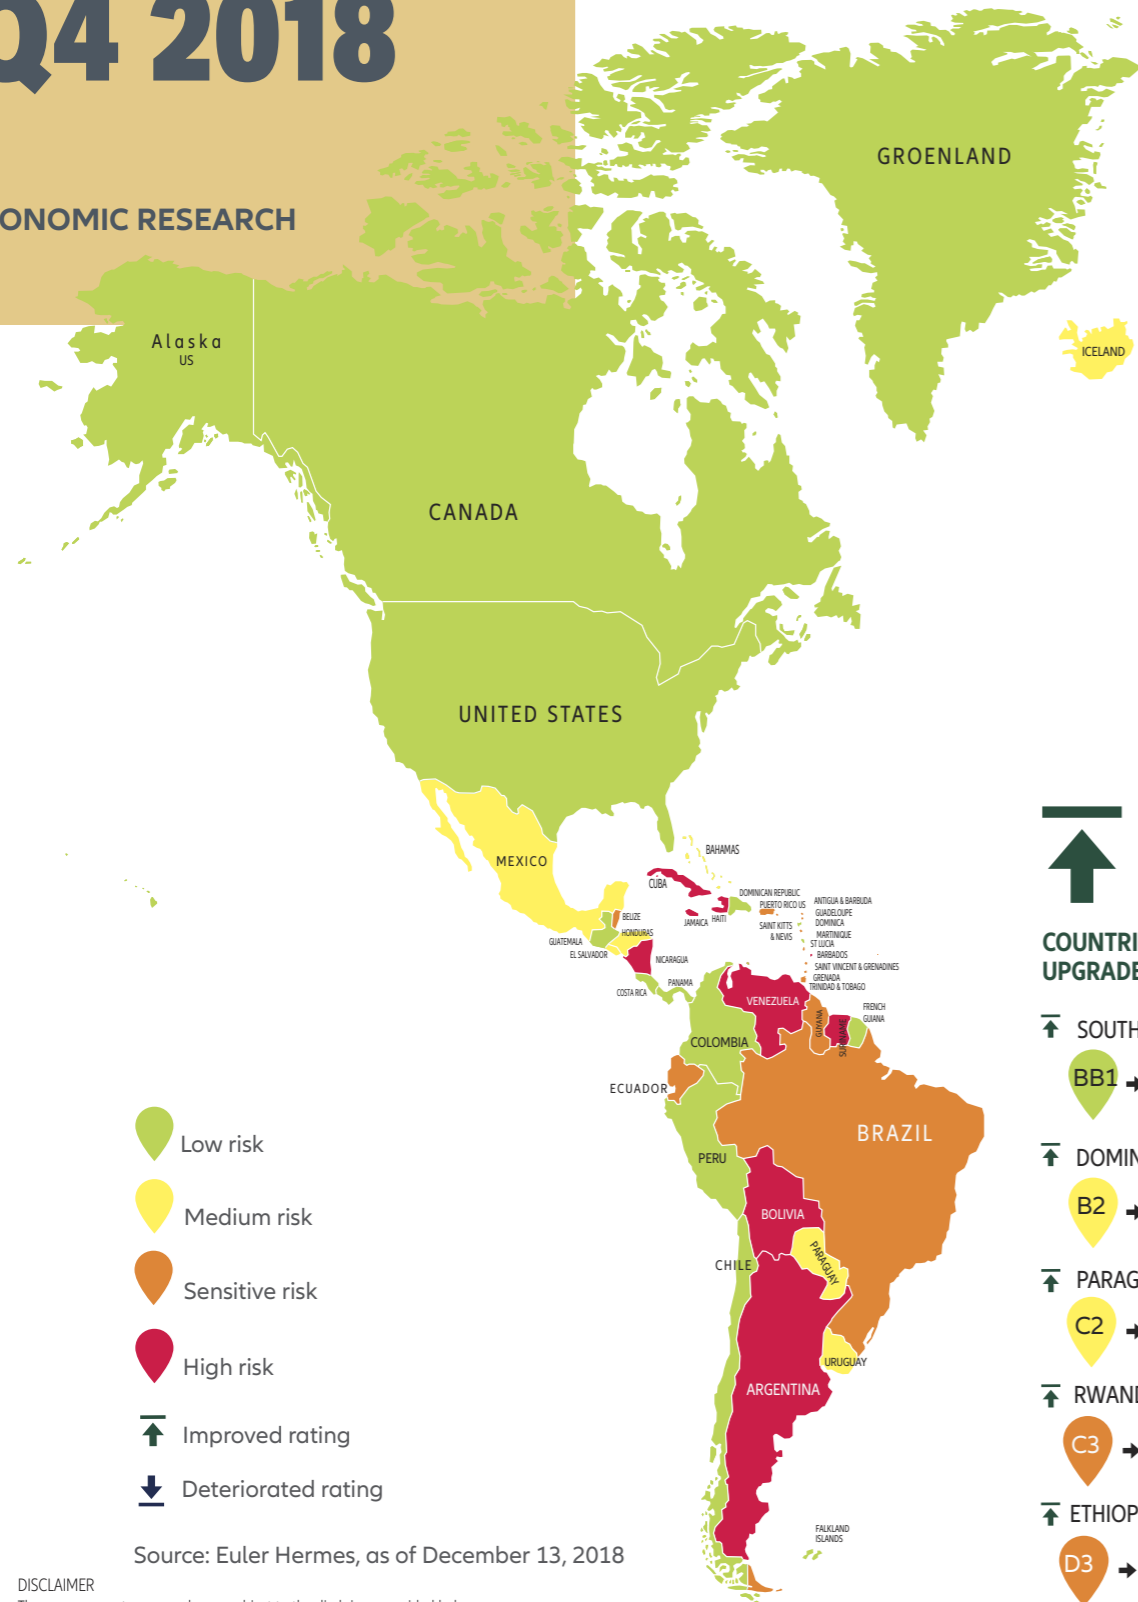 Q4 2018
ONOMIC RESEARCH
GROENLAND
Alaska
US
ICELAND
CANADA
UNITED STATES
MEXICO
BAHAMAS
CUBA
DOMINICAN REPUBLIC
PUERTO RICO US
ANTIGUA & BARBUDA
GUADELOUPE
DOMINICA
MARTINIQUE
ST LUCIA
BARBADOS
SAINT VINCENT & GRENADINES
GRENADA
TRINIDAD & TOBAGO
SAINT KITTS
& NEVIS
JAMAICA
HAITI
BELIZE
HONDURAS
GUATEMALA
EL SALVADOR
NICARAGUA
COSTA RICA
PANAMA
VENEZUELA
GUYANA
SURINAME
FRENCH
GUIANA
COLOMBIA
ECUADOR
BRAZIL
PERU
BOLIVIA
PARAGUAY
CHILE
URUGUAY
ARGENTINA
FALKLAND
ISLANDS
Low risk
Medium risk
Sensitive risk
High risk
Improved rating
Deteriorated rating
Source: Euler Hermes, as of December 13, 2018
DISCLAIMER
COUNTRI
UPGRADE
SOUTH
BB1
DOMIN
B2
PARAG
C2
RWAND
C3
ETHIOP
D3